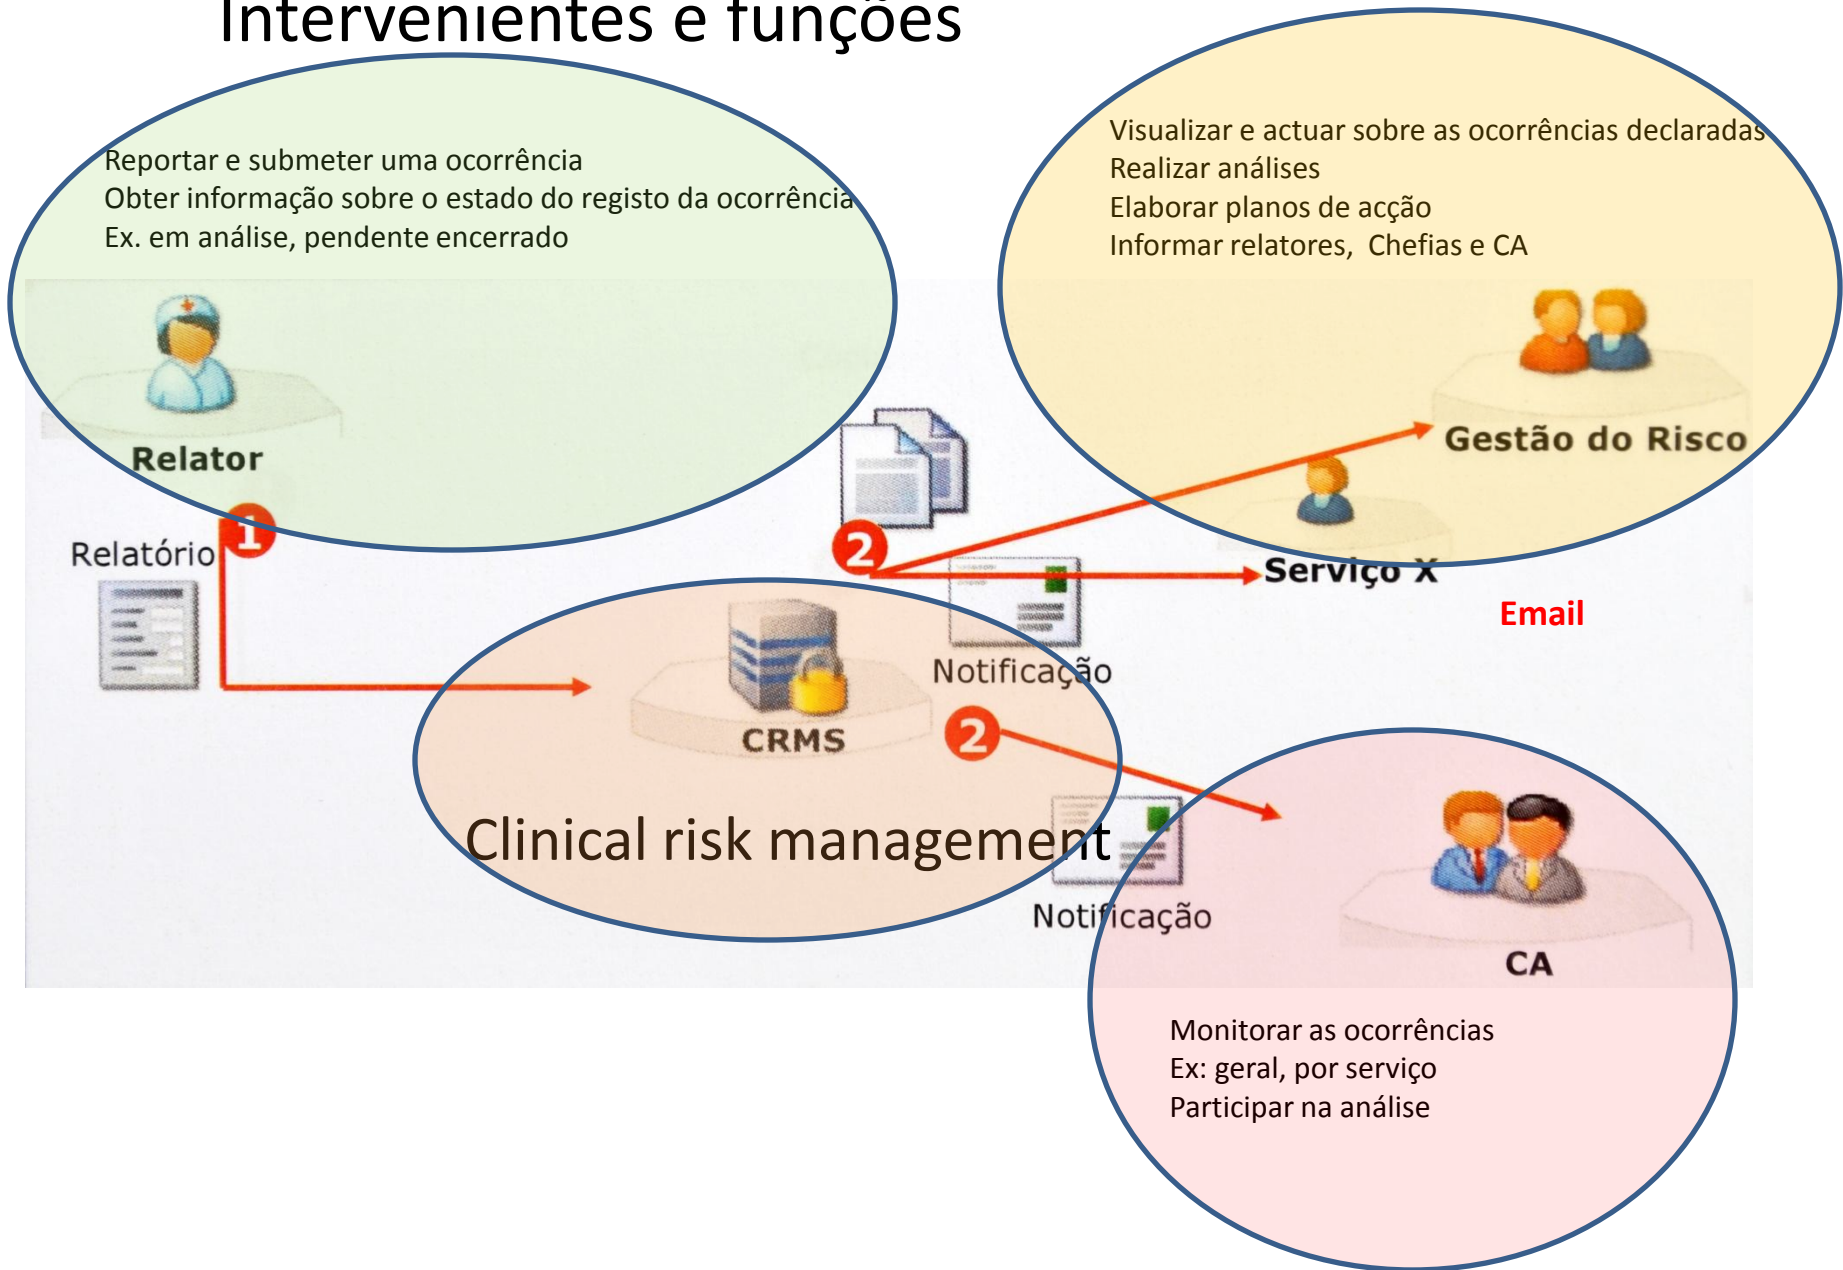 Intervenientes e funções
Reportar e submeter uma ocorrência
Obter informação sobre o estado do registo da ocorrência
Ex. em análise, pendente encerrado
Visualizar e actuar sobre as ocorrências declaradas
Realizar análises
Elaborar planos de acção
Informar relatores,  Chefias e CA
Relator
Gestão do Risco
1
Relatório
2
Serviço X
Email
Notificação
CRMS
2
Clinical risk management
Notificação
CA
Monitorar as ocorrências
Ex: geral, por serviço
Participar na análise